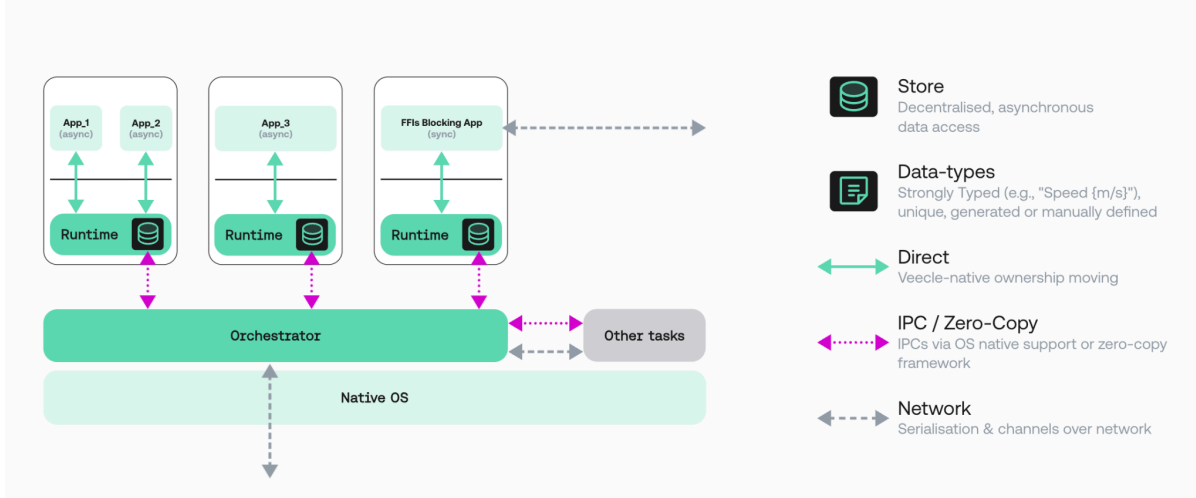 App_1
(async)
App_2
(async)
App_3
(async)
FFIs Blocking App
(sync)
Runtime
Runtime
Runtime
Orchestrator
Other tasks
Native OS
Store
Decentralised, asynchronous
data access
Data-types
Strongly Typed (e.g., "Speed {m/s}"),
unique, generated or manually defined
Direct
Veecle-native ownership moving
IPC / Zero-Copy
IPCs via OS native support or zero-copy
framework
Network
Serialisation & channels over network